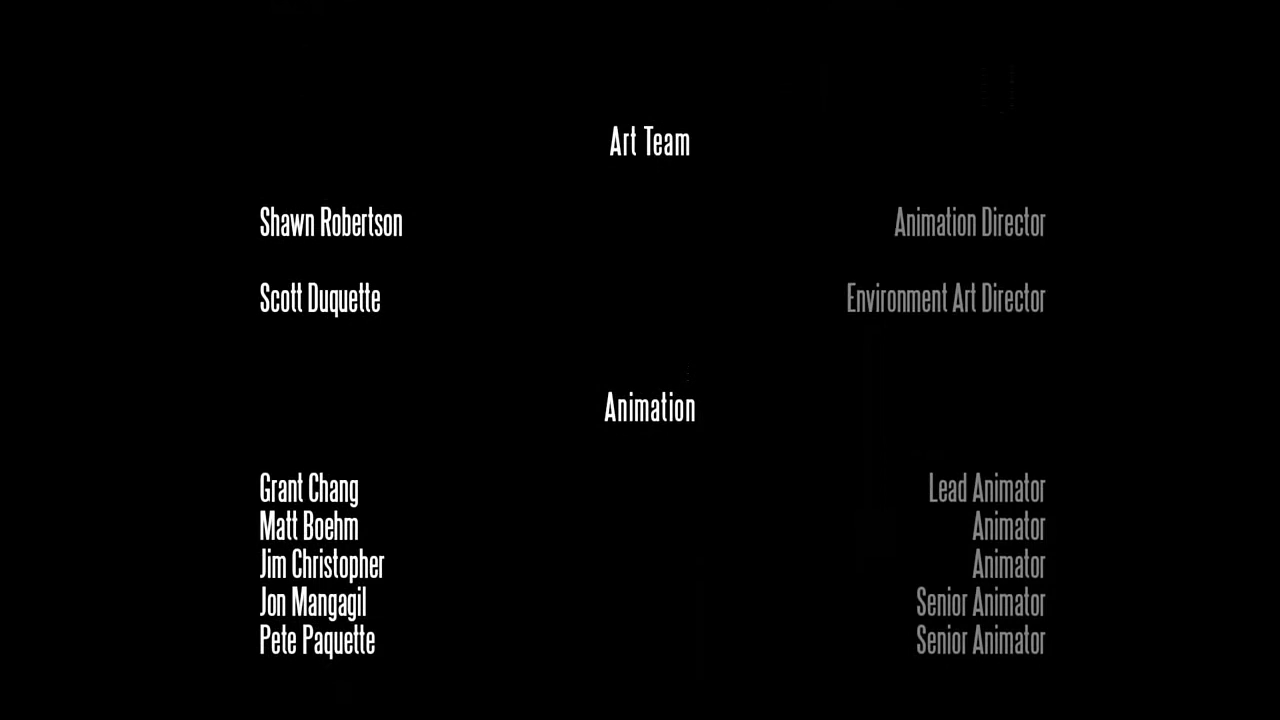 Art Team
Shawn Robertson Animation Director
Scott Duquette Environment Art Director
Animation
Grant Chang Lead Animator
Matt Boehm Animator
Jim Christopher Animator
Jon Mangagil Senior Animator
Pete Paquette Senior Animator